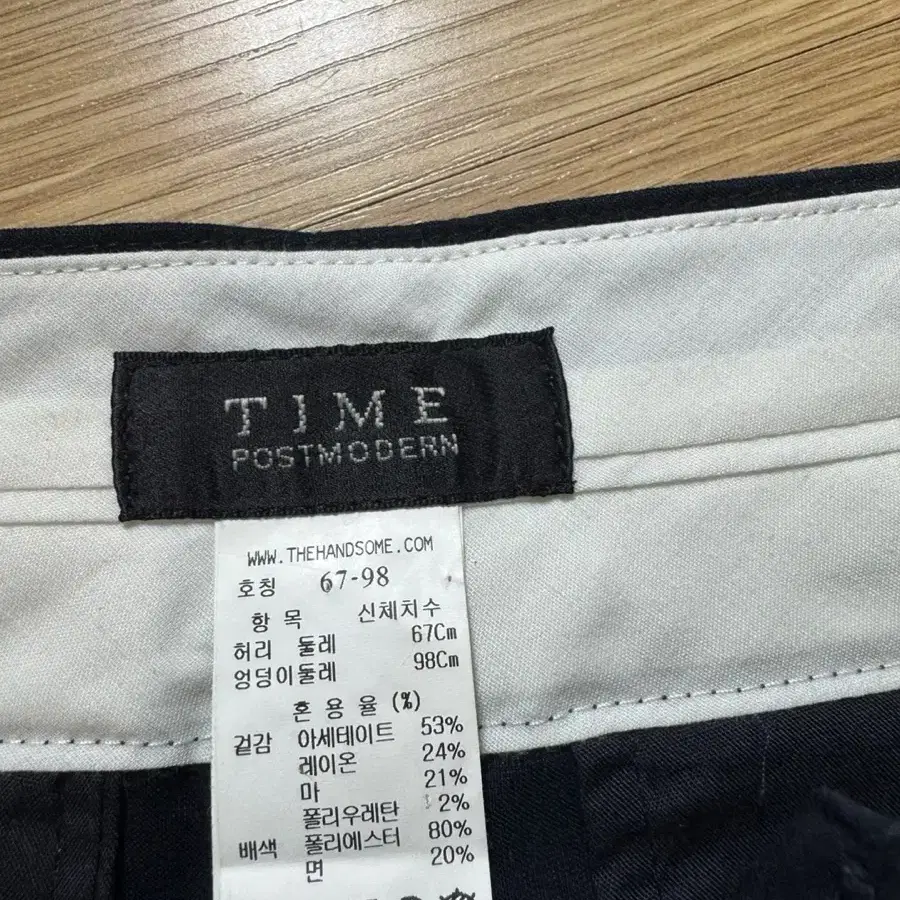 TIME
POSTMODERN
WWW.THEHANDSOME.COM
호칭 67-98
항 목 신체치수
허리 둘레 67Cm
엉덩이둘레 98Cm
혼 용 율 (%)
겉감 아세테이트 53%
레이온 24%
마 21%
폴리우레탄 2%
배색 폴리에스터 80%
면 20%